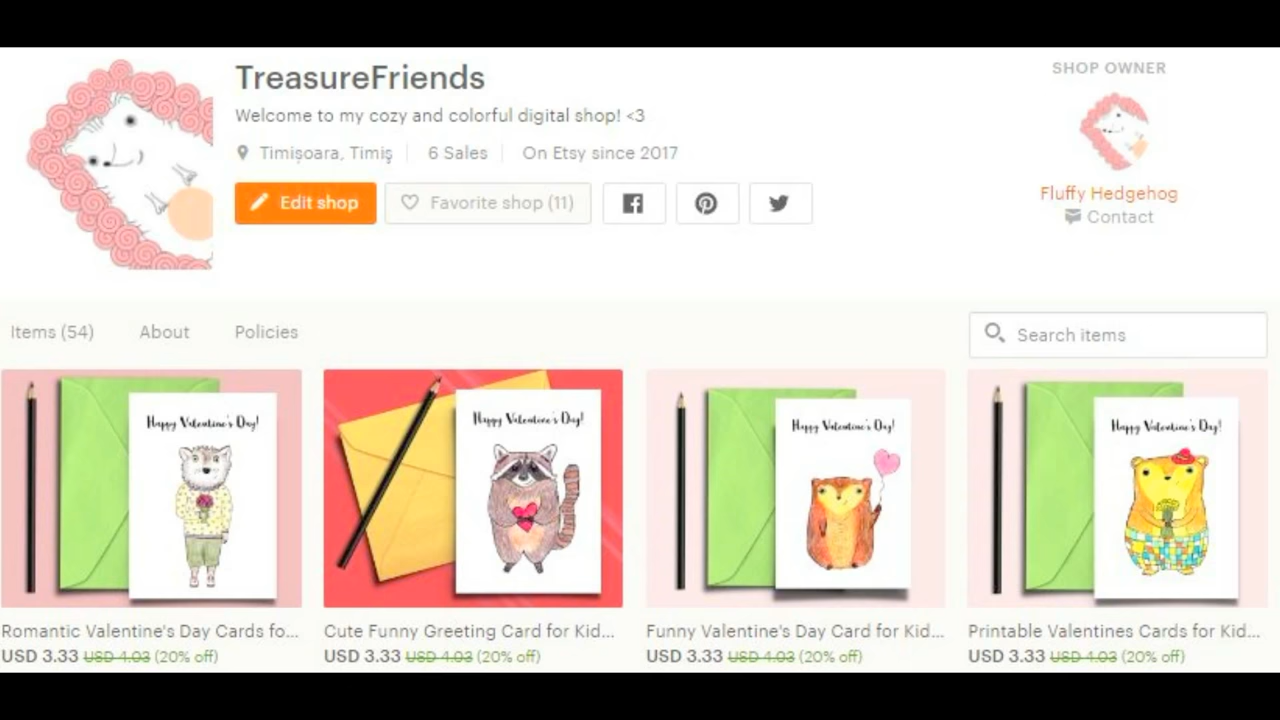 TreasureFriends
Welcome to my cozy and colorful digital shop! <3
Timișoara, Timiș
6 Sales
On Etsy since 2017
Edit shop
Favorite shop (11)
SHOP OWNER
Fluffy Hedgehog
Contact
Items (54)
About
Policies
Search items
Happy Valentine's Day!
Happy Valentine's Day!
Happy Valentine's Day!
Happy Valentine's Day!
Romantic Valentine's Day Cards fo...
USD 3.33 USD 4.03 (20% off)
Cute Funny Greeting Card for Kid...
USD 3.33 USD 4.03 (20% off)
Funny Valentine's Day Card for Kid...
USD 3.33 USD 4.03 (20% off)
Printable Valentines Cards for Kid...
USD 3.33 USD 4.03 (20% off)